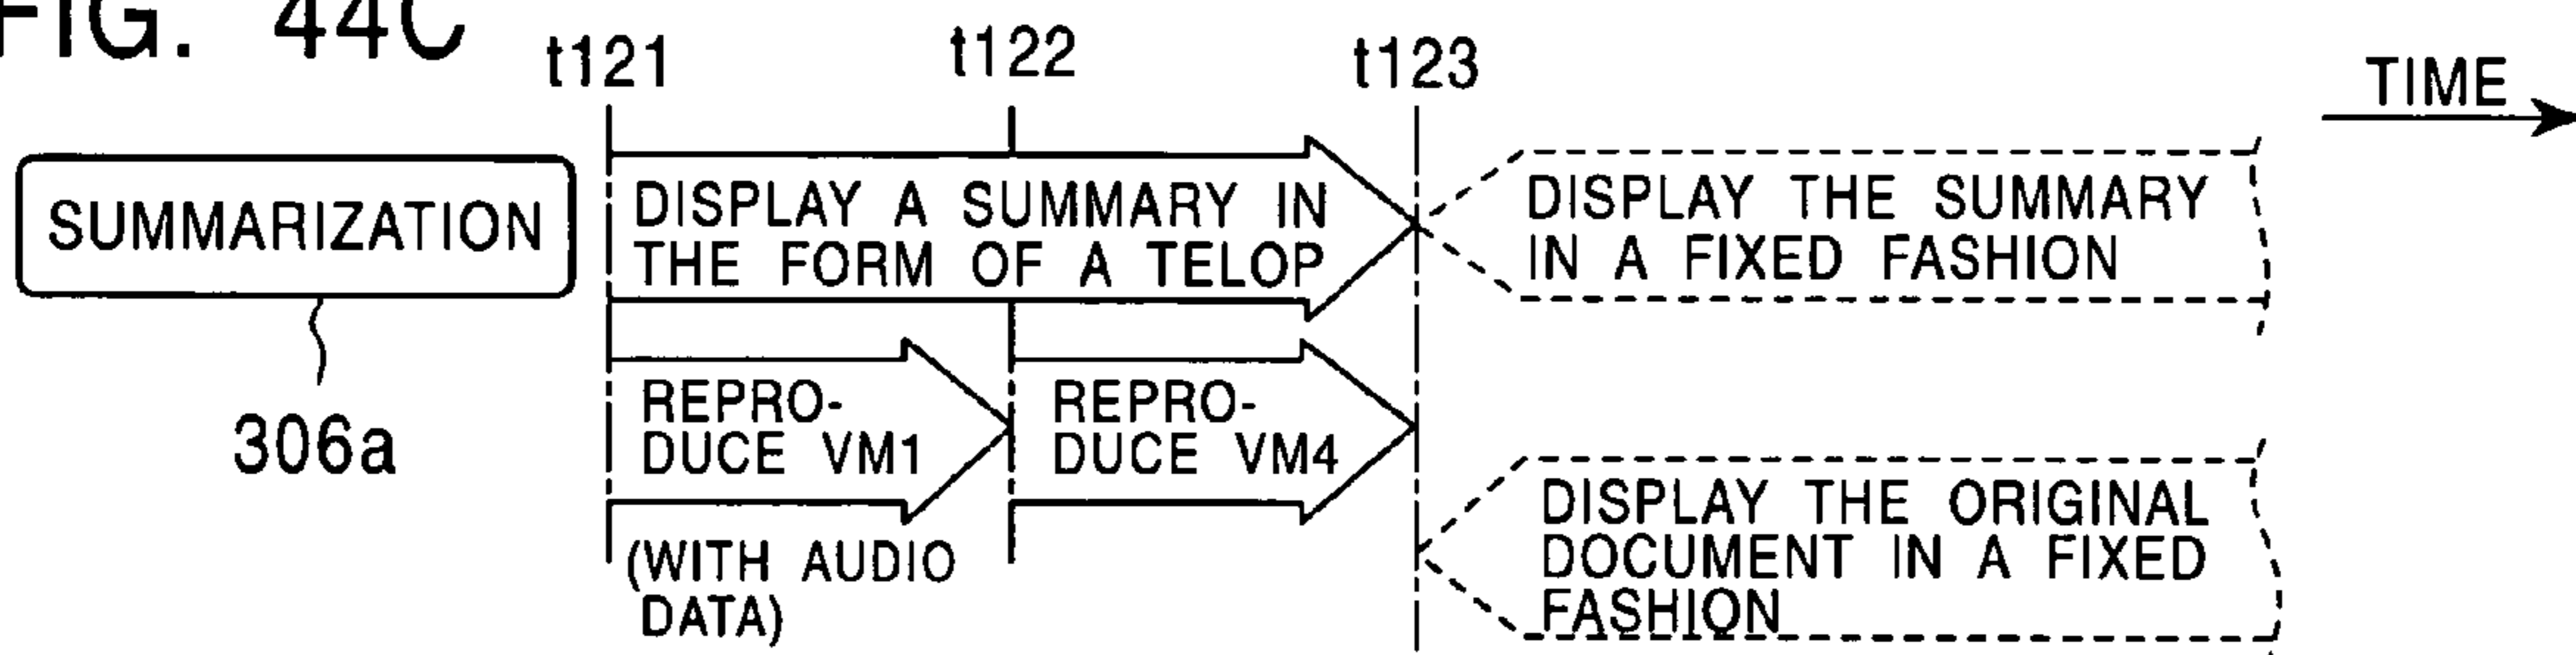 FIG. 44C
t121
t122
t123
TIME
SUMMARIZATION
306a
DISPLAY A SUMMARY IN
THE FORM OF A TELOP
DISPLAY THE SUMMARY
IN A FIXED FASHION
REPRO-
DUCE VM1
(WITH AUDIO
DATA)
REPRO-
DUCE VM4
DISPLAY THE ORIGINAL
DOCUMENT IN A FIXED
FASHION